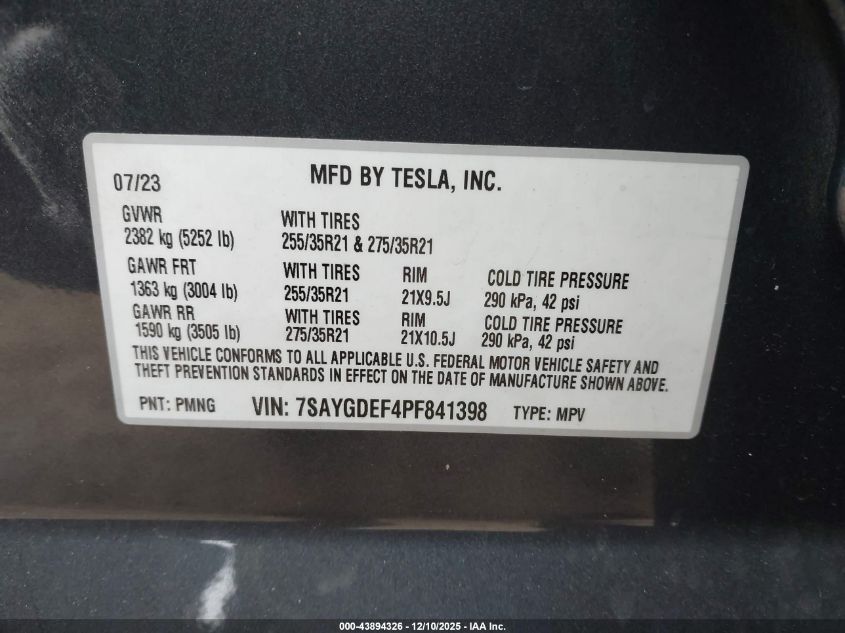 07/23 MFD BY TESLA, INC.
GVWR WITH TIRES
2382 kg (5252 lb) 255/35R21 & 275/35R21
GAWR FRT WITH TIRES RIM COLD TIRE PRESSURE
1363 kg (3004 lb) 255/35R21 21X9.5J 290 kPa, 42 psi
GAWR RR WITH TIRES RIM COLD TIRE PRESSURE
1590 kg (3505 lb) 275/35R21 21X10.5J 290 kPa, 42 psi
THIS VEHICLE CONFORMS TO ALL APPLICABLE U.S. FEDERAL MOTOR VEHICLE SAFETY AND
THEFT PREVENTION STANDARDS IN EFFECT ON THE DATE OF MANUFACTURE SHOWN ABOVE.
PNT: PMNG VIN: 7SAYGDEF4PF841398 TYPE: MPV
000-43894326 - 12/10/2025 - IAA Inc.